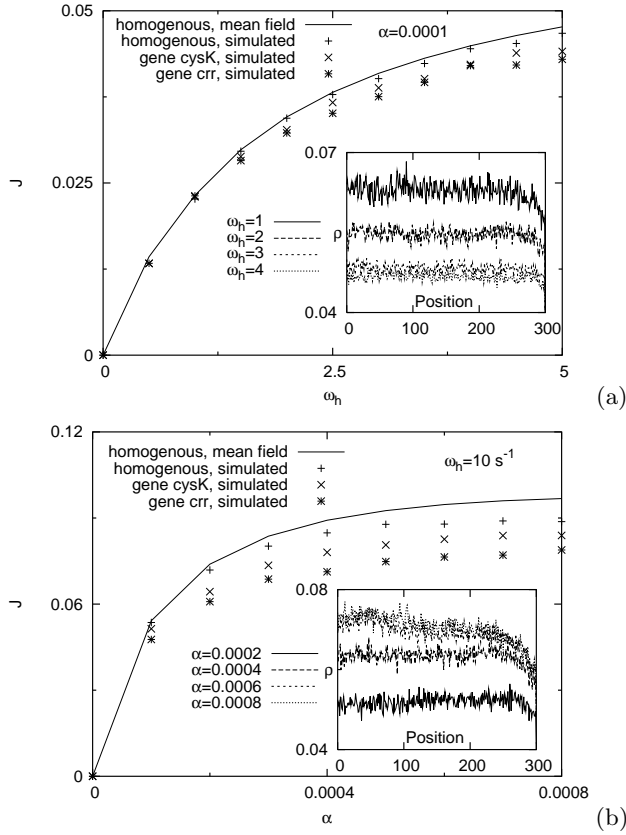 0.05
homogenous, mean field
homogenous, simulated
gene cysK, simulated
gene crr, simulated
α=0.0001
J
0.025
0
0
2.5
5
ω_h
0.07
ρ
0.04
ω_h=1
ω_h=2
ω_h=3
ω_h=4
Position
0
100
200
300
(a)
0.12
homogenous, mean field
homogenous, simulated
gene cysK, simulated
gene crr, simulated
ω_h=10 s⁻¹
J
0.06
0
0
0.0004
0.0008
α
0.08
ρ
0.04
α=0.0002
α=0.0004
α=0.0006
α=0.0008
Position
0
100
200
300
(b)